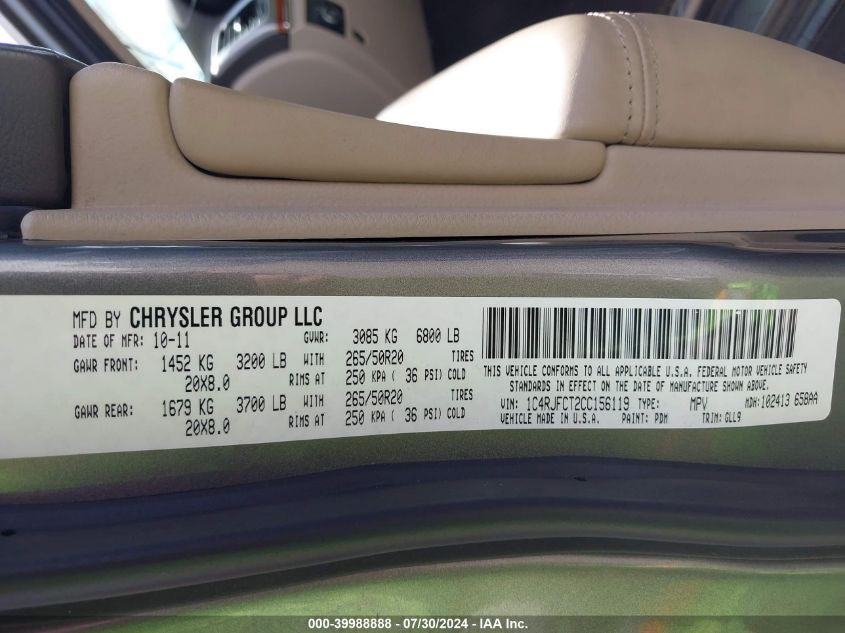 MFD BY CHRYSLER GROUP LLC
DATE OF MFR: 10-11 GVWR: 3085 KG 6800 LB
GAWR FRONT: 1452 KG 3200 LB WITH 265/50R20 TIRES
20X8.0 RIMS AT 250 KPA ( 36 PSI) COLD
GAWR REAR: 1679 KG 3700 LB WITH 265/50R20 TIRES
20X8.0 RIMS AT 250 KPA ( 36 PSI) COLD
THIS VEHICLE CONFORMS TO ALL APPLICABLE U.S.A. FEDERAL MOTOR VEHICLE SAFETY
STANDARDS IN EFFECT ON THE DATE OF MANUFACTURE SHOWN ABOVE.
VIN: 1C4RJFCT2CC156119 TYPE: MPV MDH: 102413 658AA
VEHICLE MADE IN U.S.A. PAINT: PDM TRIM: GLL9
000-39988888 / 07/30/2024 - IAA Inc.